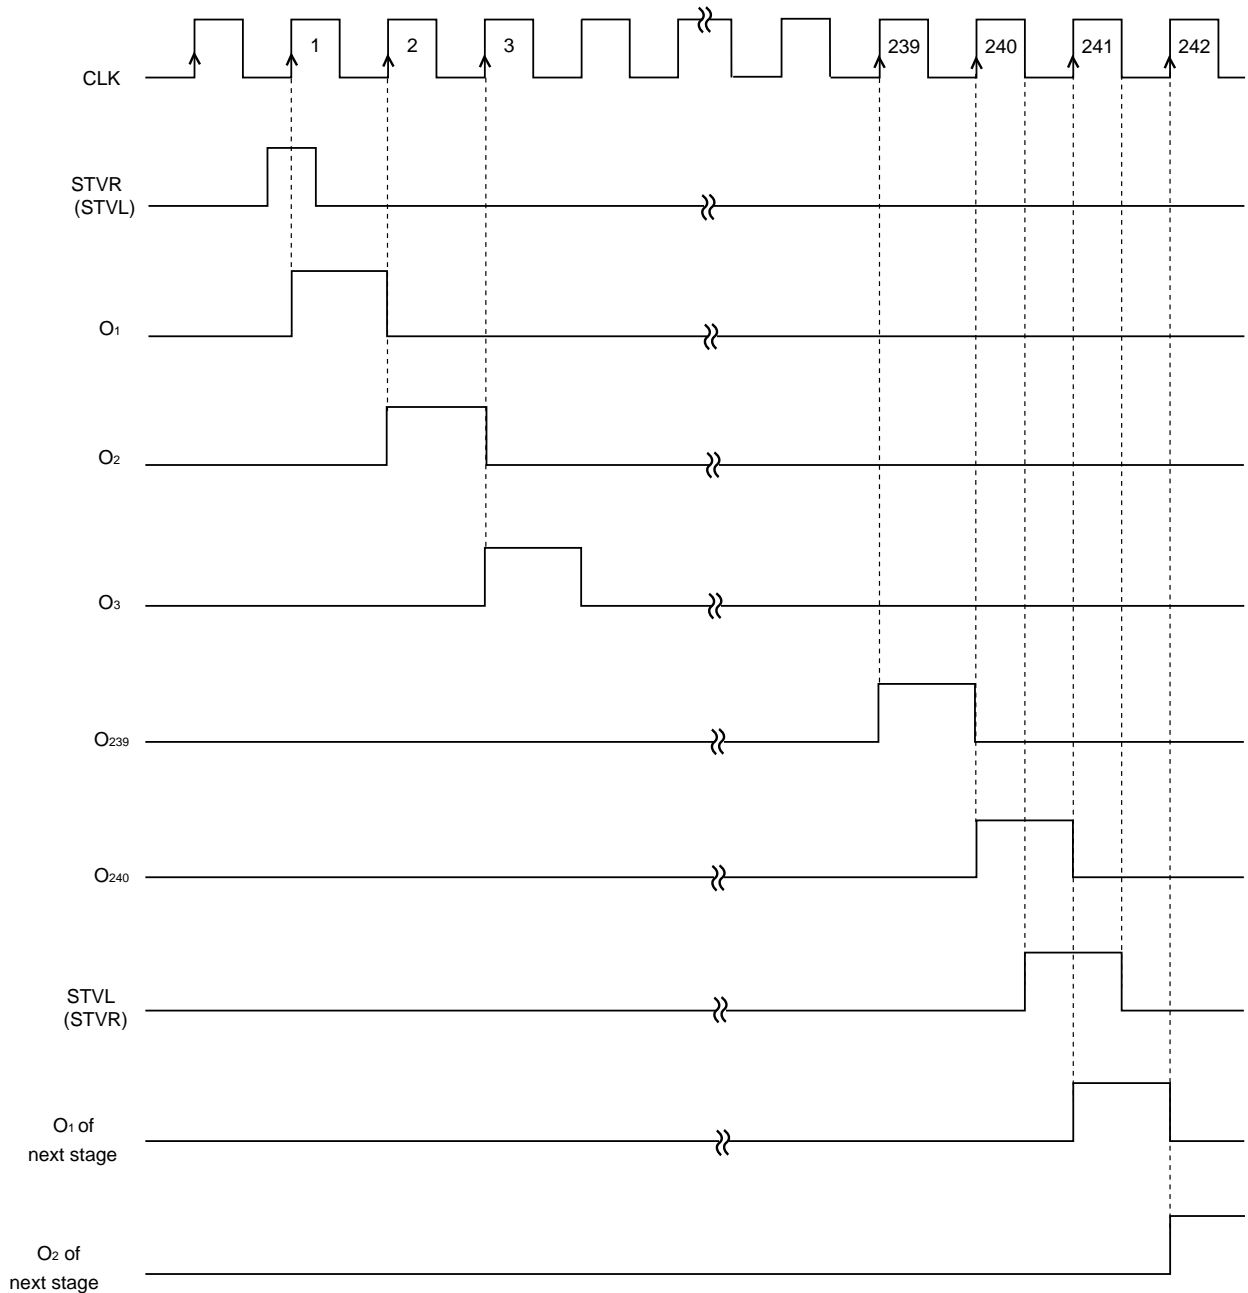 1 2 3 239 240 241 242
CLK
STVR
(STVL)
O1
O2
O3
O239
O240
STVL
(STVR)
O1 of
next stage
O2 of
next stage